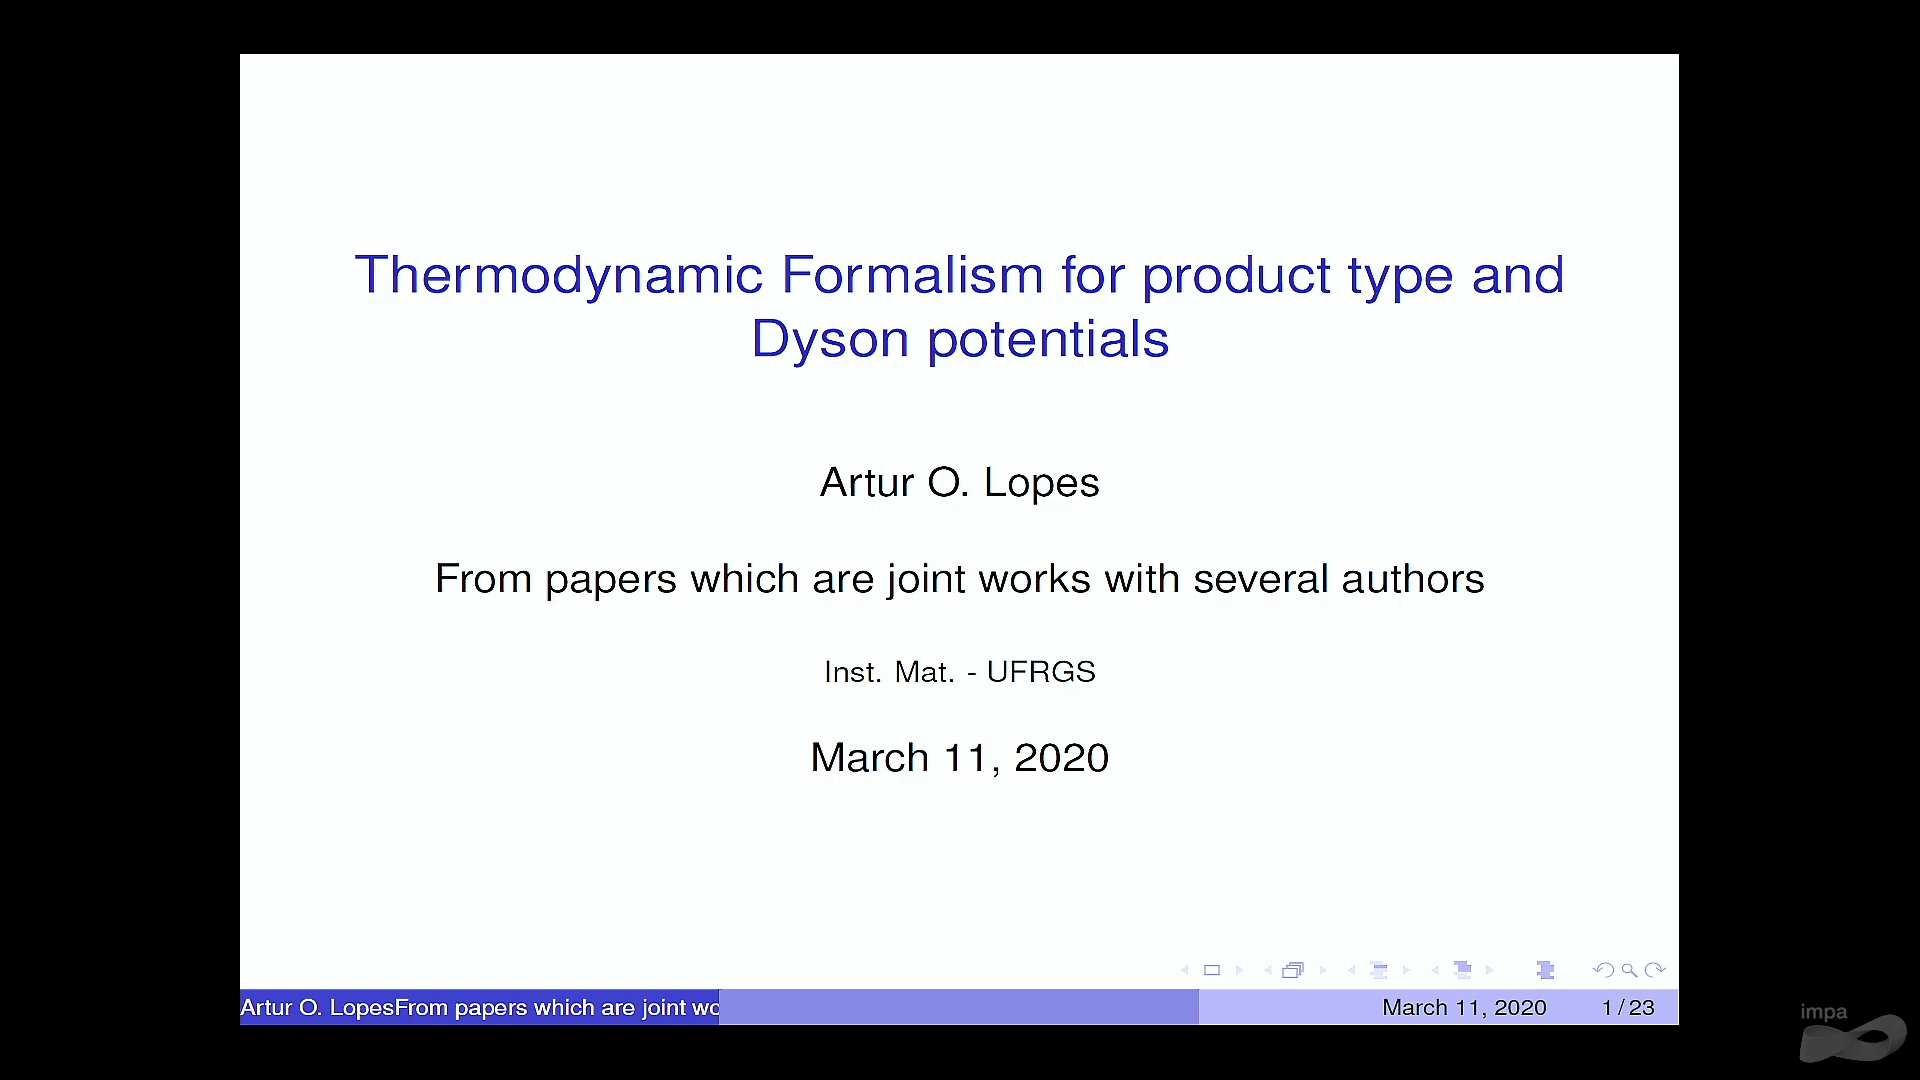 Thermodynamic Formalism for product type and
Dyson potentials
Artur O. Lopes
From papers which are joint works with several authors
Inst. Mat. - UFRGS
March 11, 2020
Artur O. LopesFrom papers which are joint wo
March 11, 2020 1 / 23
impa